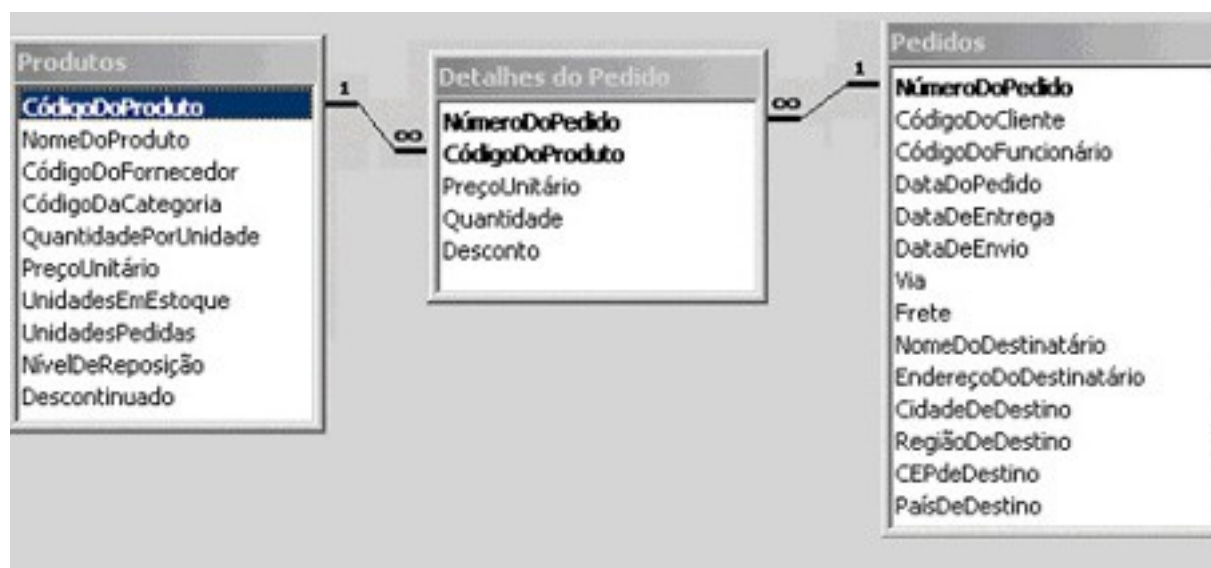 Produtos
CódigoDoProduto
NomeDoProduto
CódigoDoFornecedor
CódigoDaCategoria
QuantidadePorUnidade
PreçoUnitário
UnidadesEmEstoque
UnidadesPedidas
NívelDeReposição
Descontinuado
1
∞
Detalhes do Pedido
NúmeroDoPedido
CódigoDoProduto
PreçoUnitário
Quantidade
Desconto
∞
1
Pedidos
NúmeroDoPedido
CódigoDoCliente
CódigoDoFuncionário
DataDoPedido
DataDeEntrega
DataDeEnvio
Via
Frete
NomeDoDestinatário
EndereçoDoDestinatário
CidadeDeDestino
RegiãoDeDestino
CEPdeDestino
PaísDeDestino